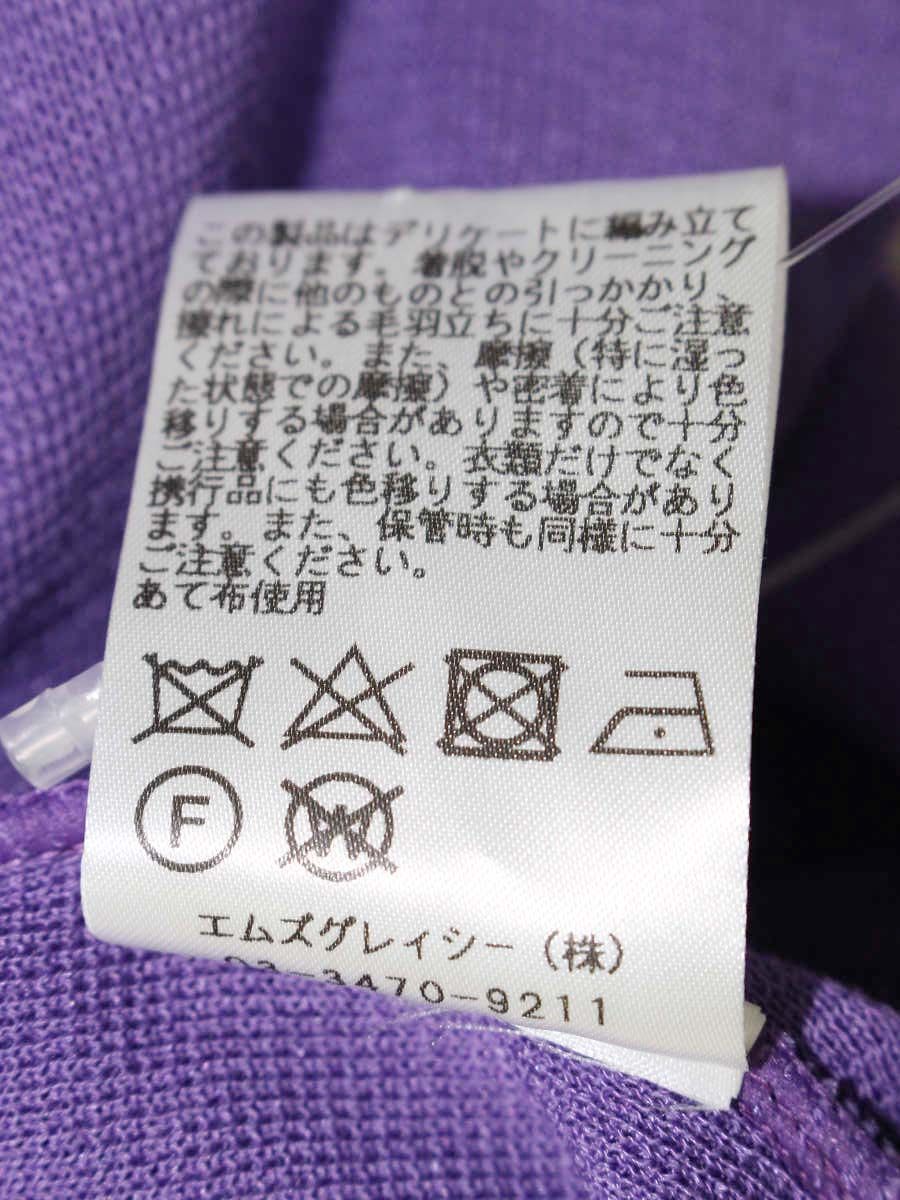 この製品はデリケートに編み立て
ております。着脱やクリーニング
の際に他のものとの引っかかり、
擦れによる毛羽立ちに十分ご注意
ください。また、摩擦（特に湿っ
た状態での摩擦）や密着により色
移りする場合がありますので十分
ご注意ください。衣類だけでなく
携行品にも色移りする場合があり
ます。また、保管時も同様に十分
ご注意ください。
あて布使用
F
W
エムズグレイシー（株）
03-3470-9211